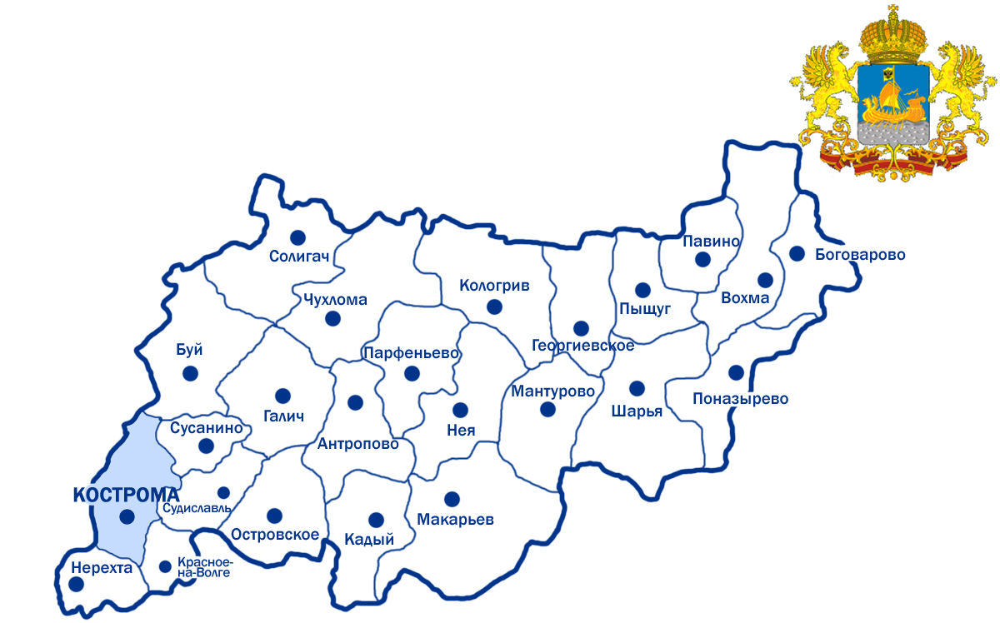 Павино
Боговарово
Солигач
Кологрив
Чухлома
Вохма
Пыщуг
Георгиевское
Буй
Парфеньево
Мантурово
Поназырево
Галич
Шарья
Сусанино
Нея
Антропово
КОСТРОМА
Судиславль
Макарьев
Островское
Кадый
Нерехта
Красное-
на-Волге